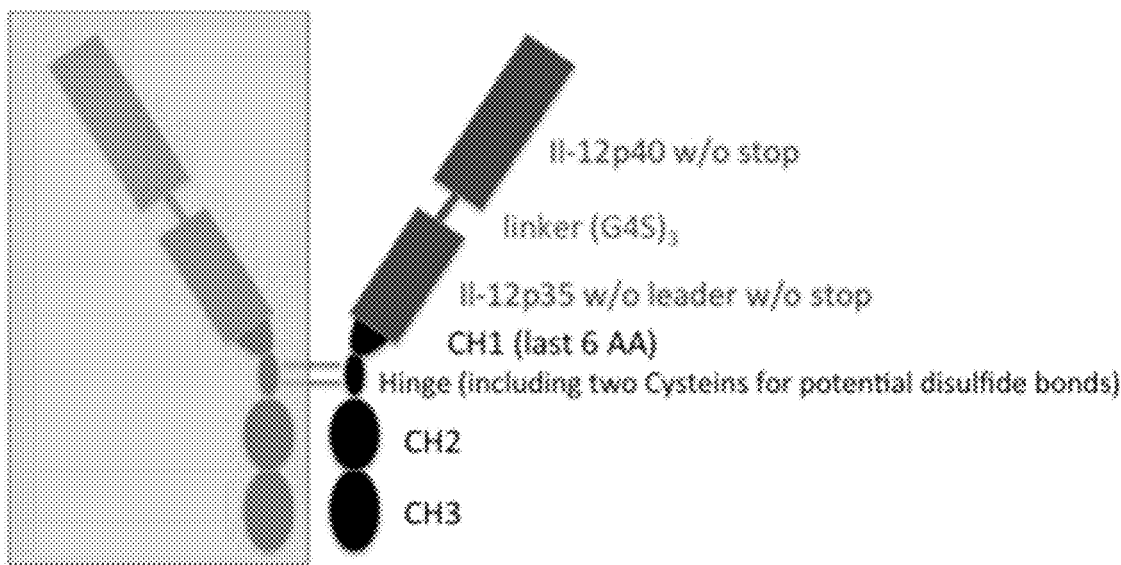 Il-12p40 w/o stop
linker (G4S)₃
Il-12p35 w/o leader w/o stop
CH1 (last 6 AA)
Hinge (including two Cysteins for potential disulfide bonds)
CH2
CH3